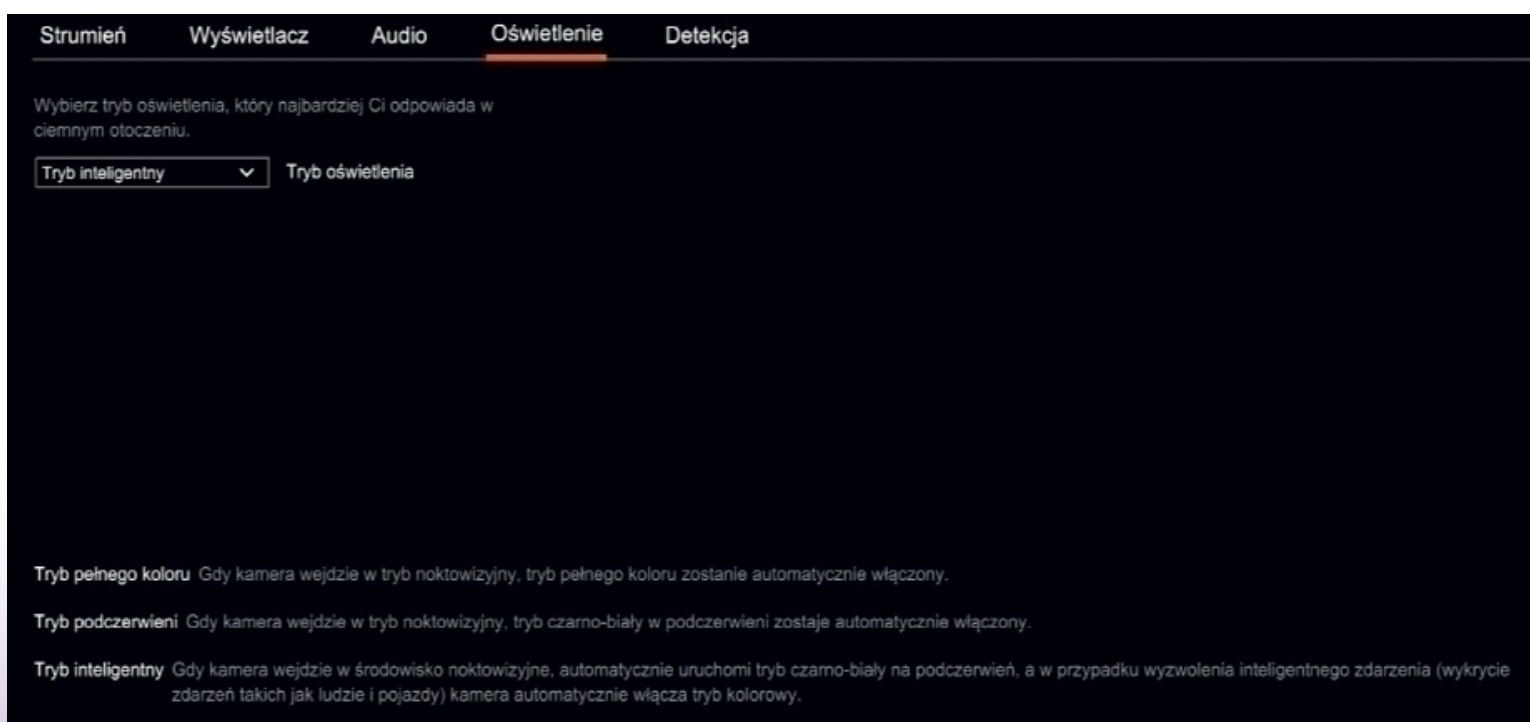 Strumień Wyświetlacz Audio Oświetlenie Detekcja
Wybierz tryb oświetlenia, który najbardziej Ci odpowiada w
ciemnym otoczeniu.
Tryb inteligentny Tryb oświetlenia
Tryb pełnego koloru Gdy kamera wejdzie w tryb noktowizyjny, tryb pełnego koloru zostanie automatycznie włączony.
Tryb podczerwieni Gdy kamera wejdzie w tryb noktowizyjny, tryb czarno-biały w podczerwieni zostaje automatycznie włączony.
Tryb inteligentny Gdy kamera wejdzie w środowisko noktowizyjne, automatycznie uruchomi tryb czarno-biały na podczerwień, a w przypadku wyzwolenia inteligentnego zdarzenia (wykrycie
zdarzeń takich jak ludzie i pojazdy) kamera automatycznie włącza tryb kolorowy.